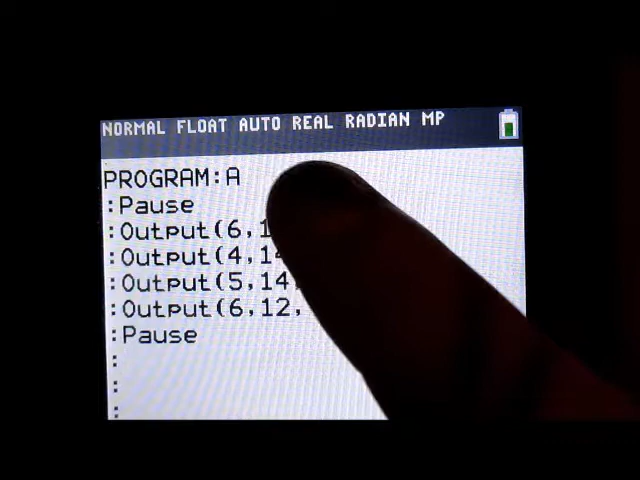 NORMAL FLOAT AUTO REAL RADIAN MP
PROGRAM:A
:Pause
:Output(6,1
:Output(4,14
:Output(5,14,
:Output(6,12,
:Pause
:
:
: